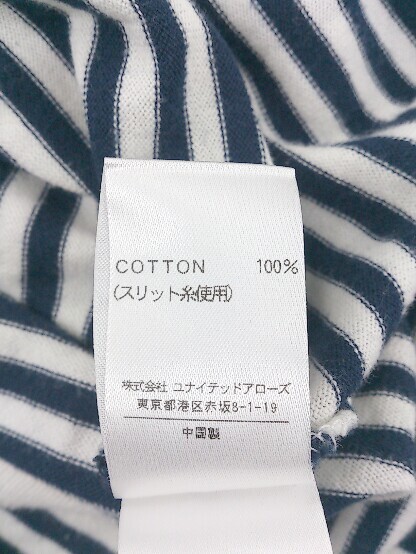 COTTON 100%
(スリット糸使用)
株式会社 ユナイテッドアローズ
東京都港区赤坂8-1-19
中国製